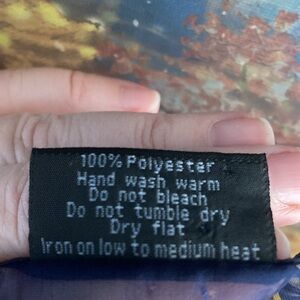 100% Polyester
Hand wash warm
Do not bleach
Do not tumble dry
Dry flat
Iron on low to medium heat